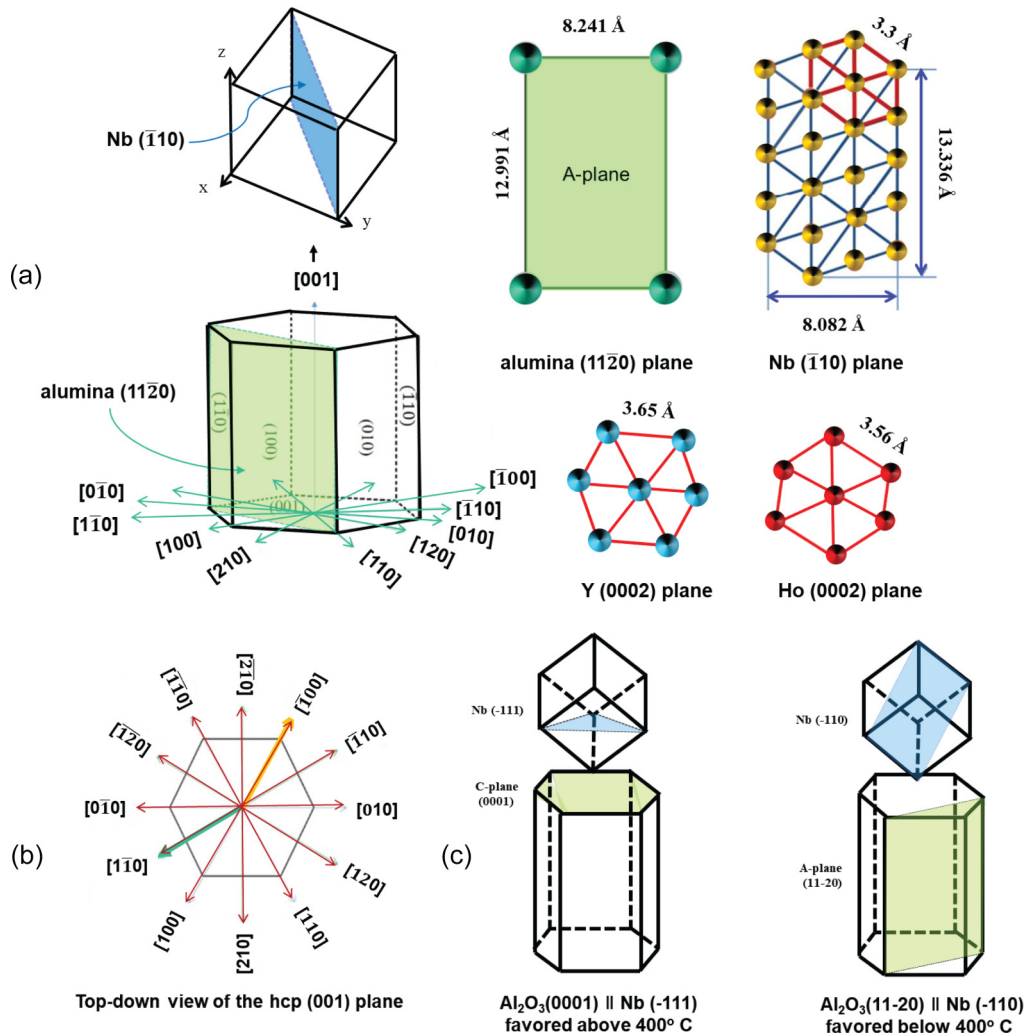 z
Nb (1̄10)
x
y
8.241 Å
12.991 Å
A-plane
alumina (112̄0) plane
3.3 Å
13.336 Å
8.082 Å
Nb (1̄10) plane
(a)
[001]
alumina (112̄0)
(11̄0)
(100)
(010)
(1̄10)
(001)
[01̄0]
[11̄0]
[100]
[210]
[110]
[120]
[010]
[1̄10]
[1̄00]
3.65 Å
Y (0002) plane
3.56 Å
Ho (0002) plane
(b)
[1̄1̄0]
[01̄2̄]
[1̄00]
[1̄2̄0]
[1̄10]
[01̄0]
[010]
[11̄0]
[120]
[100]
[210]
[110]
Top-down view of the hcp (001) plane
(c)
Nb (-111)
C-plane
(0001)
Al₂O₃(0001) ǁ Nb (-111)
favored above 400º C
Nb (-110)
A-plane
(11-20)
Al₂O₃(11-20) ǁ Nb (-110)
favored below 400º C